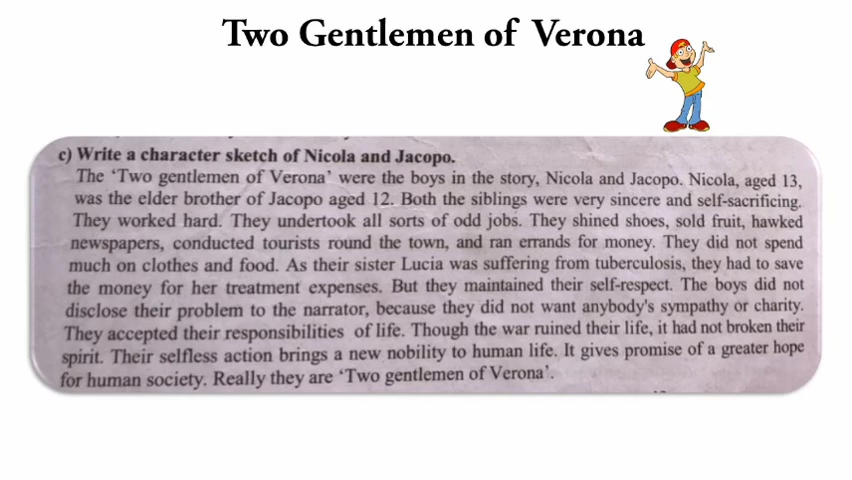 Two Gentlemen of Verona
c) Write a character sketch of Nicola and Jacopo.
The ‘Two gentlemen of Verona’ were the boys in the story, Nicola and Jacopo. Nicola, aged 13,
was the elder brother of Jacopo aged 12. Both the siblings were very sincere and self-sacrificing.
They worked hard. They undertook all sorts of odd jobs. They shined shoes, sold fruit, hawked
newspapers, conducted tourists round the town, and ran errands for money. They did not spend
much on clothes and food. As their sister Lucia was suffering from tuberculosis, they had to save
the money for her treatment expenses. But they maintained their self-respect. The boys did not
disclose their problem to the narrator, because they did not want anybody's sympathy or charity.
They accepted their responsibilities of life. Though the war ruined their life, it had not broken their
spirit. Their selfless action brings a new nobility to human life. It gives promise of a greater hope
for human society. Really they are ‘Two gentlemen of Verona’.